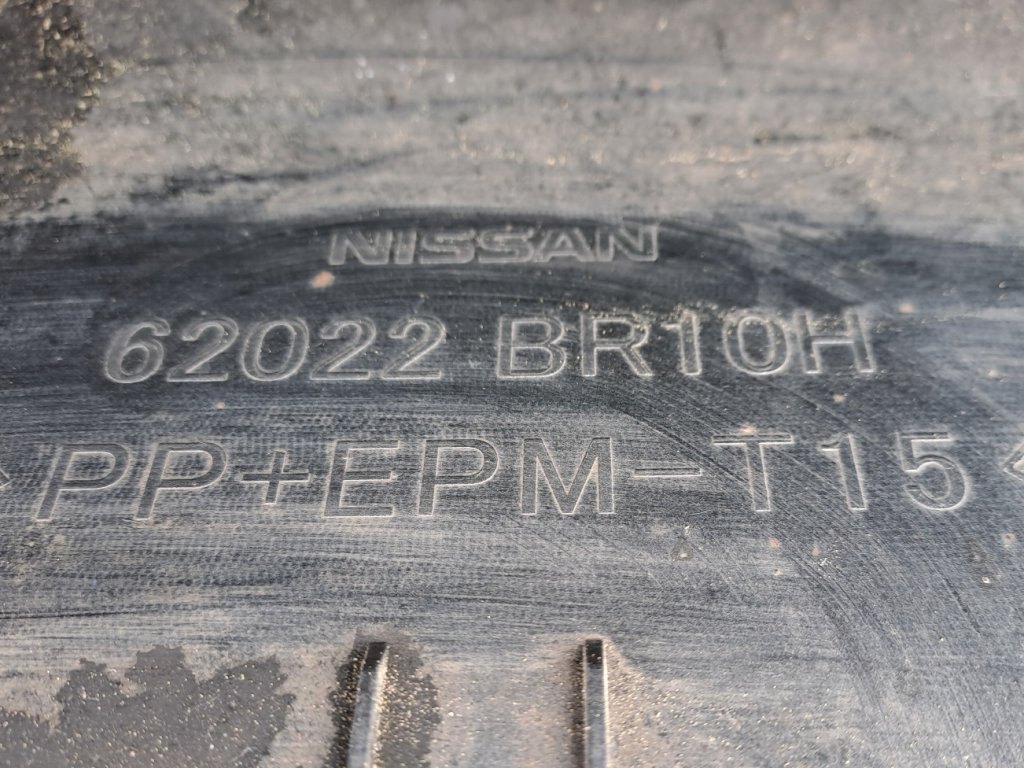 NISSAN
62022 BR10H
>PP+EPM-T15<